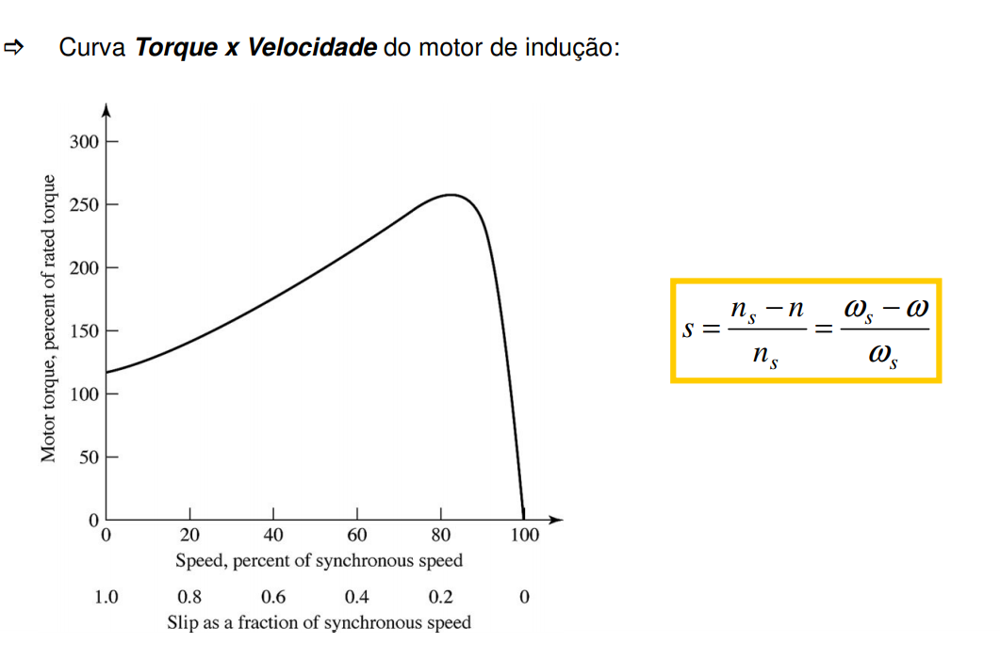 ⇨ Curva Torque x Velocidade do motor de indução:
300
250
200
150
100
50
0
Motor torque, percent of rated torque
0 20 40 60 80 100
Speed, percent of synchronous speed
1.0 0.8 0.6 0.4 0.2 0
Slip as a fraction of synchronous speed
s = (n_s − n) / n_s = (ω_s − ω) / ω_s